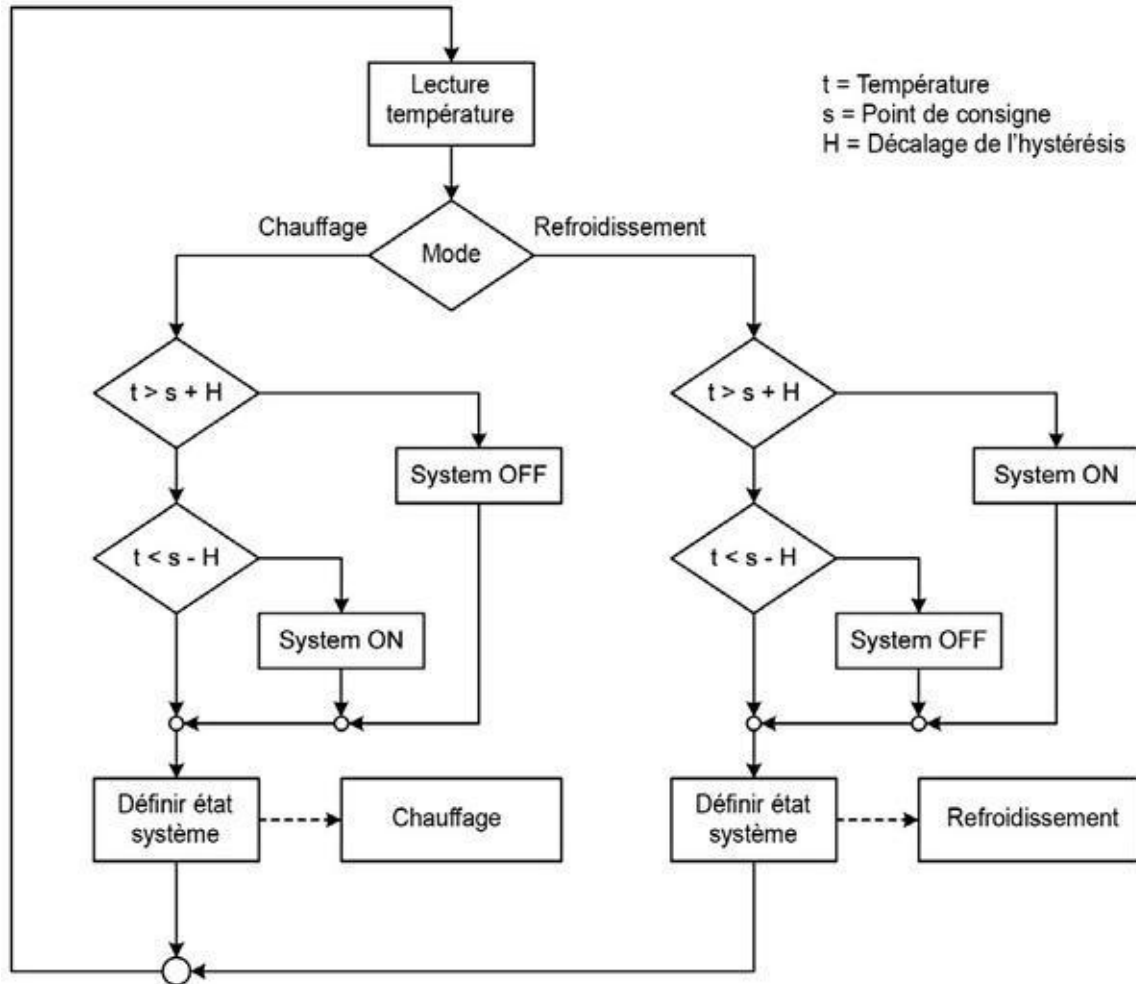 Lecture
température
t = Température
s = Point de consigne
H = Décalage de l'hystérésis
Chauffage
Refroidissement
Mode
t > s + H
t > s + H
System OFF
System ON
t < s - H
t < s - H
System ON
System OFF
Définir état
système
Chauffage
Définir état
système
Refroidissement